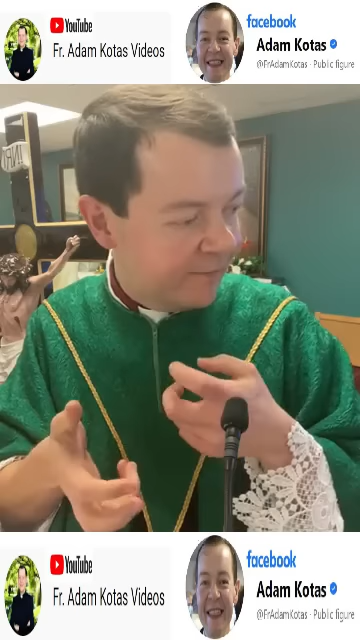 YouTube
Fr. Adam Kotas Videos
facebook
Adam Kotas
@FrAdamKotas · Public figure
INRI
YouTube
Fr. Adam Kotas Videos
facebook
Adam Kotas
@FrAdamKotas · Public figure